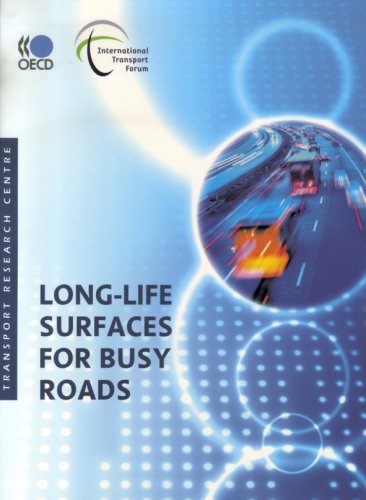 OECD
International
Transport
Forum
TRANSPORT RESEARCH CENTRE
LONG-LIFE
SURFACES
FOR BUSY
ROADS